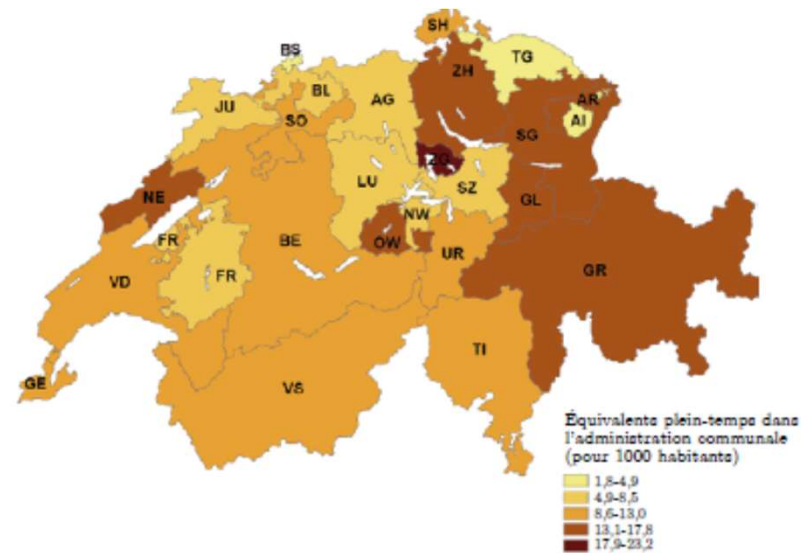 SH
BS
TG
ZH
BL
AG
JU
AR
AI
SO
SG
ZG
LU
SZ
NE
GL
NW
FR
BE
OW
UR
FR
VD
GR
TI
GE
VS
Équivalents plein-temps dans
l'administration communale
(pour 1000 habitants)
1,8-4,9
4,9-8,5
8,6-13,0
13,1-17,8
17,9-23,2